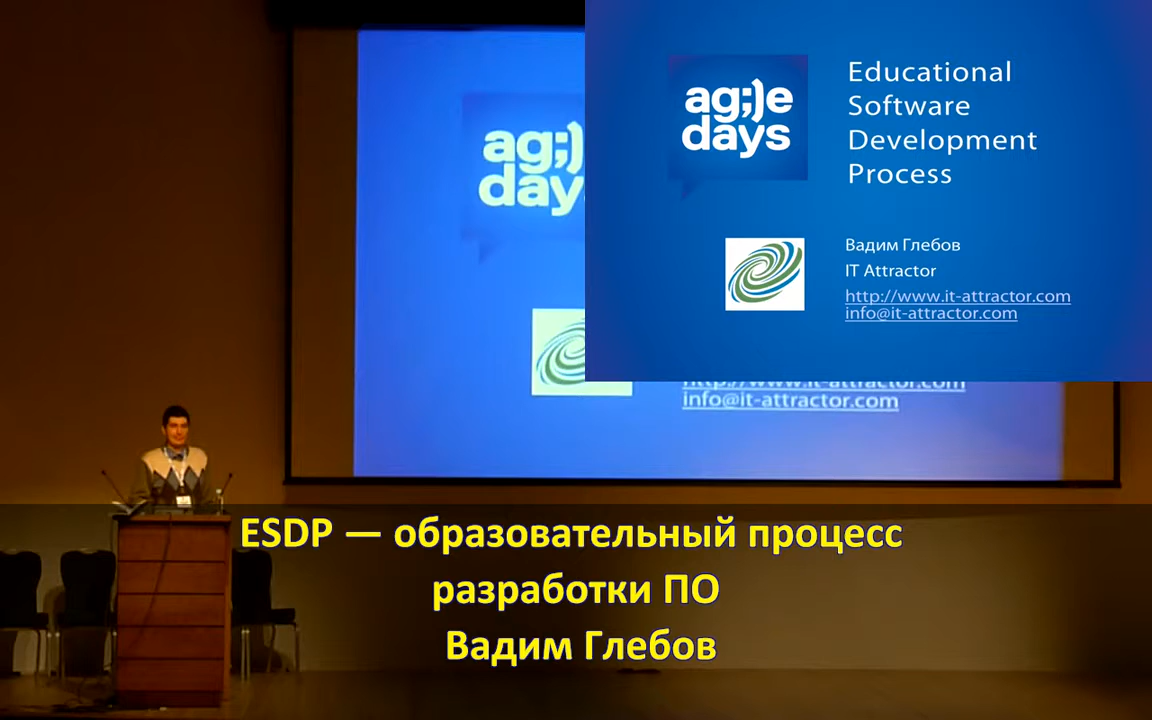 ag;)e
days
Educational
Software
Development
Process
Вадим Глебов
IT Attractor
http://www.it-attractor.com
info@it-attractor.com
ag;)
day
http://www.it-attractor.com
info@it-attractor.com
ESDP — образовательный процесс
разработки ПО
Вадим Глебов